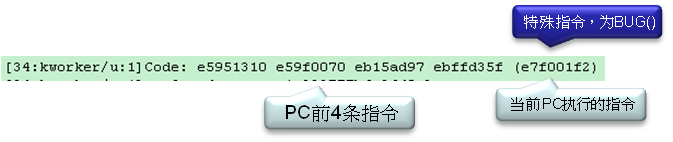 特殊指令，为BUG()
[34:kworker/u:1]Code: e5951310 e59f0070 eb15ad97 ebffd35f (e7f001f2)
PC前4条指令
当前PC执行的指令